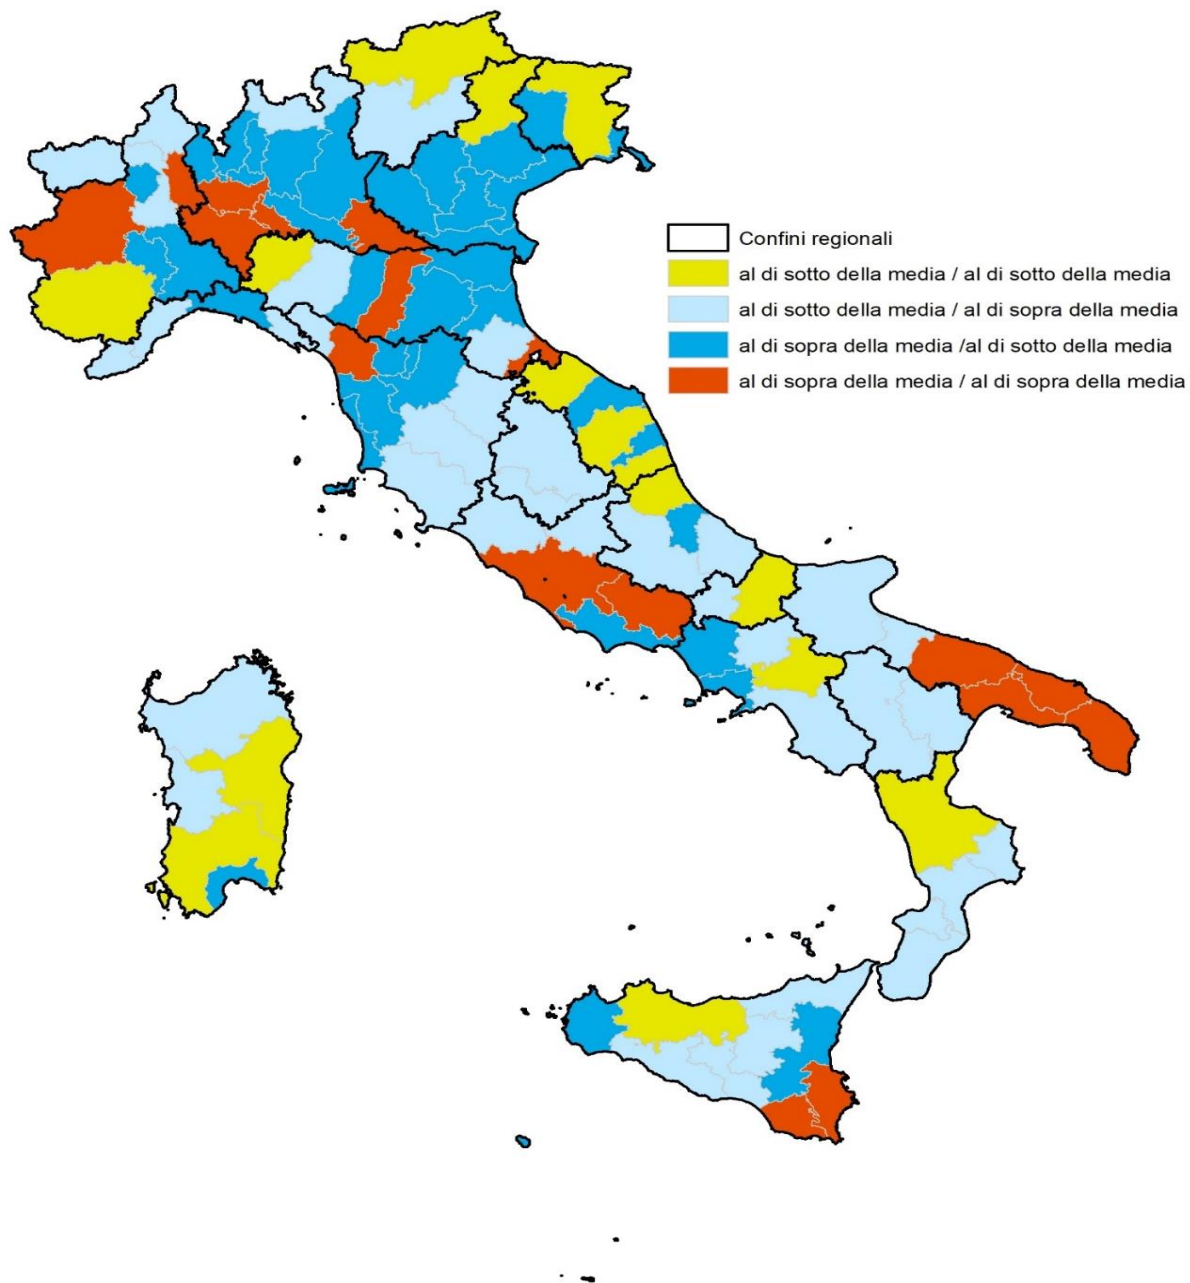 Confini regionali
al di sotto della media / al di sotto della media
al di sotto della media / al di sopra della media
al di sopra della media /al di sotto della media
al di sopra della media / al di sopra della media